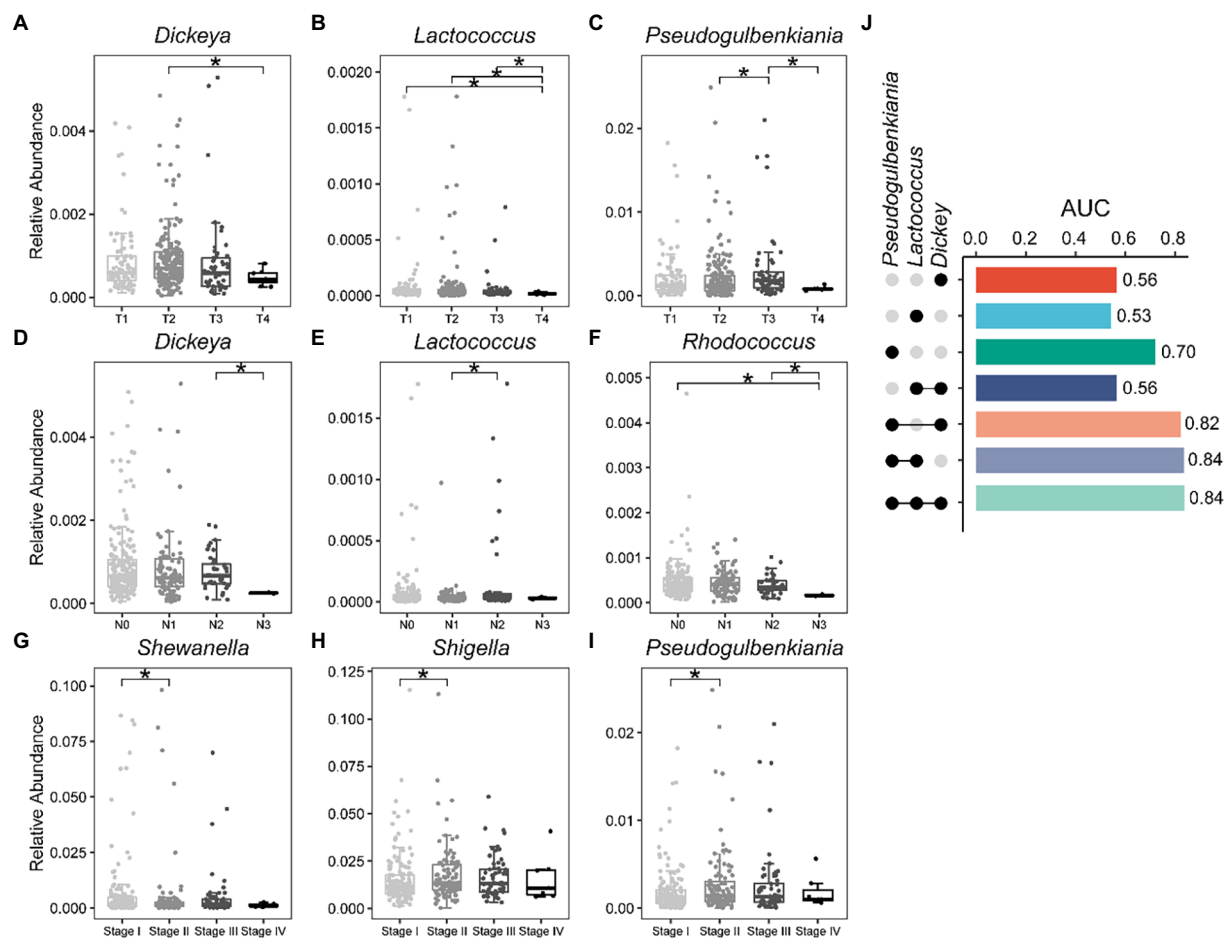 A
Dickeya
*
Relative Abundance
0.004
0.002
0.000
T1 T2 T3 T4
B
Lactococcus
*
*
*
0.0020
0.0015
0.0010
0.0005
0.0000
T1 T2 T3 T4
C
Pseudogulbenkiania
* *
0.02
0.01
0.00
T1 T2 T3 T4
D
Dickeya
*
Relative Abundance
0.004
0.002
0.000
N0 N1 N2 N3
E
Lactococcus
*
0.0015
0.0010
0.0005
0.0000
N0 N1 N2 N3
F
Rhodococcus
*
*
0.005
0.004
0.003
0.002
0.001
0.000
N0 N1 N2 N3
G
Shewanella
*
Relative Abundance
0.100
0.075
0.050
0.025
0.000
Stage I Stage II Stage III Stage IV
H
Shigella
*
0.125
0.100
0.075
0.050
0.025
0.000
Stage I Stage II Stage III Stage IV
I
Pseudogulbenkiania
*
0.02
0.01
0.00
Stage I Stage II Stage III Stage IV
J
Pseudogulbenkiania
Lactococcus
Dickey
AUC
0.0 0.2 0.4 0.6 0.8
0.56
0.53
0.70
0.56
0.82
0.84
0.84